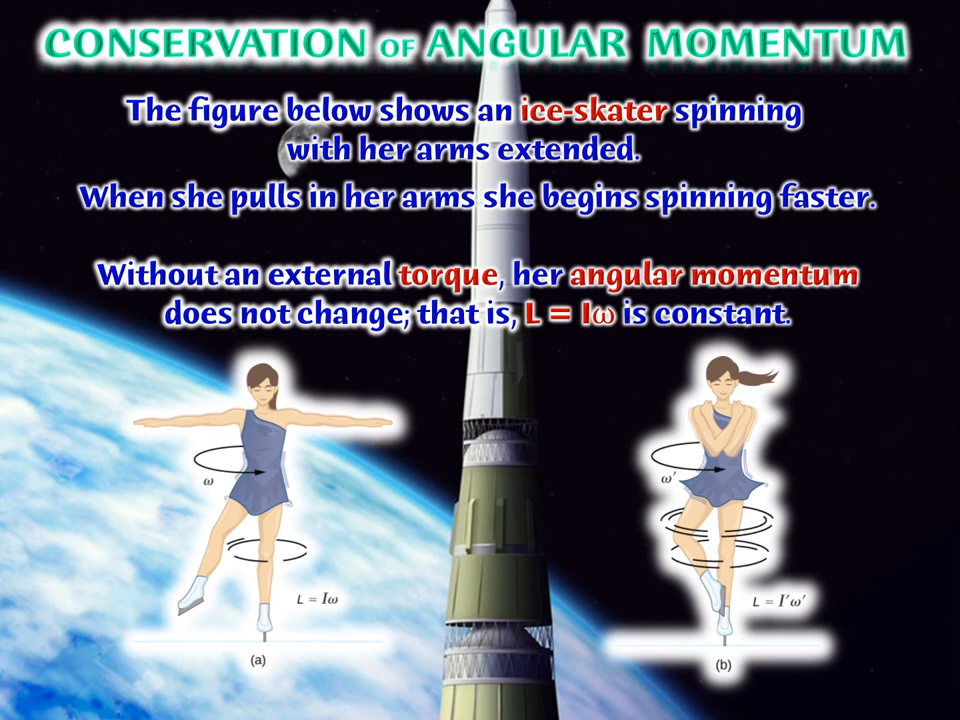 CONSERVATION OF ANGULAR MOMENTUM
The figure below shows an ice-skater spinning
with her arms extended.
When she pulls in her arms she begins spinning faster.
Without an external torque, her angular momentum
does not change; that is, L = Iω is constant.
ω
L = Iω
(a)
ω′
L = I′ω′
(b)